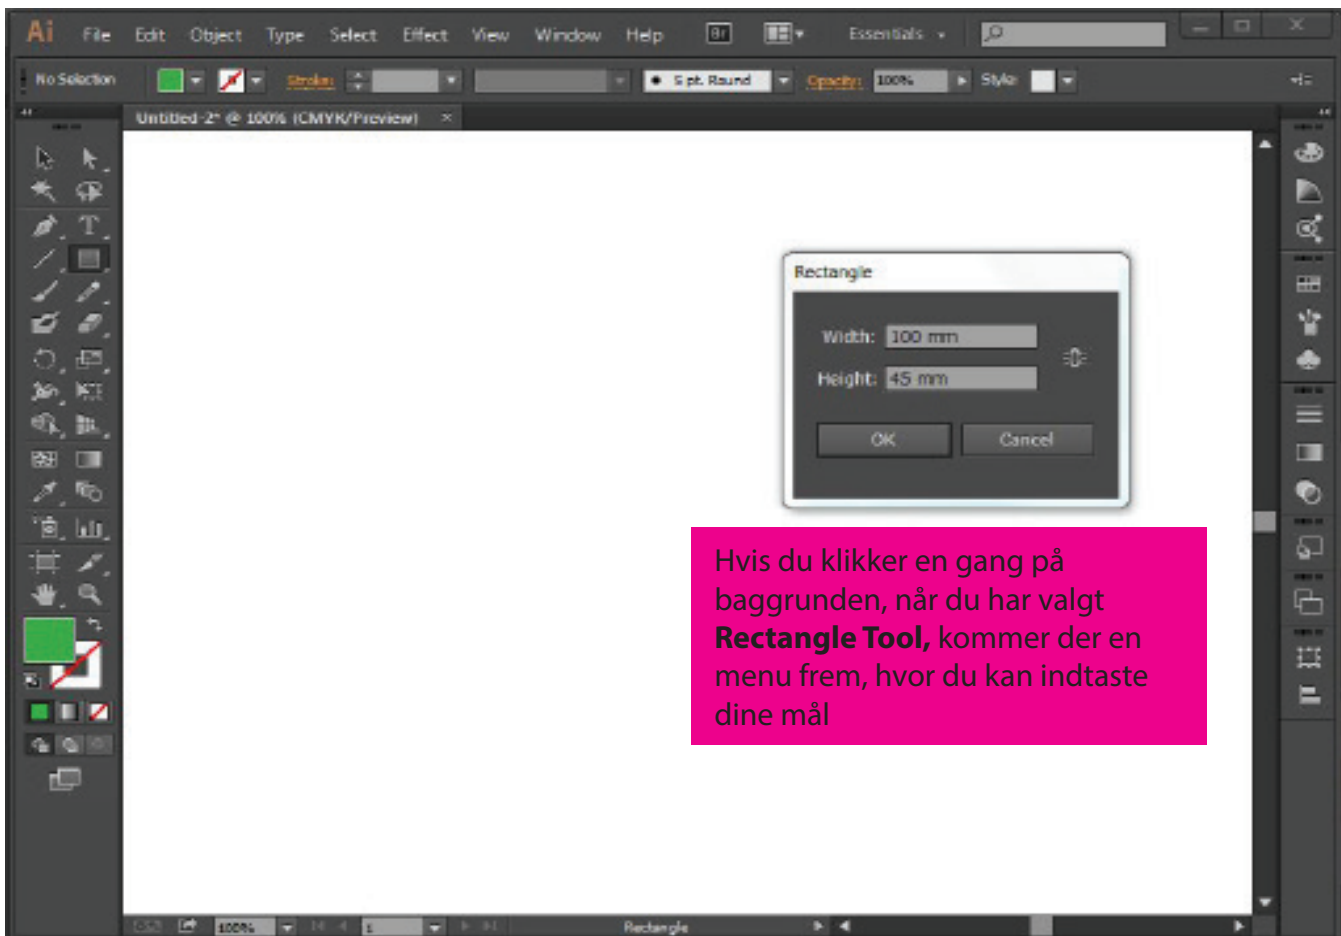 Ai File Edit Object Type Select Effect View Window Help Br Essentials
No Selection Stroke: 5 pt. Round Opacity: 100% Style:
Untitled-2* @ 100% (CMYK/Preview) ×
Rectangle
Width: 100 mm
Height: 45 mm
OK Cancel
Hvis du klikker en gang på
baggrunden, når du har valgt
Rectangle Tool, kommer der en
menu frem, hvor du kan indtaste
dine mål
100% 1 Rectangle